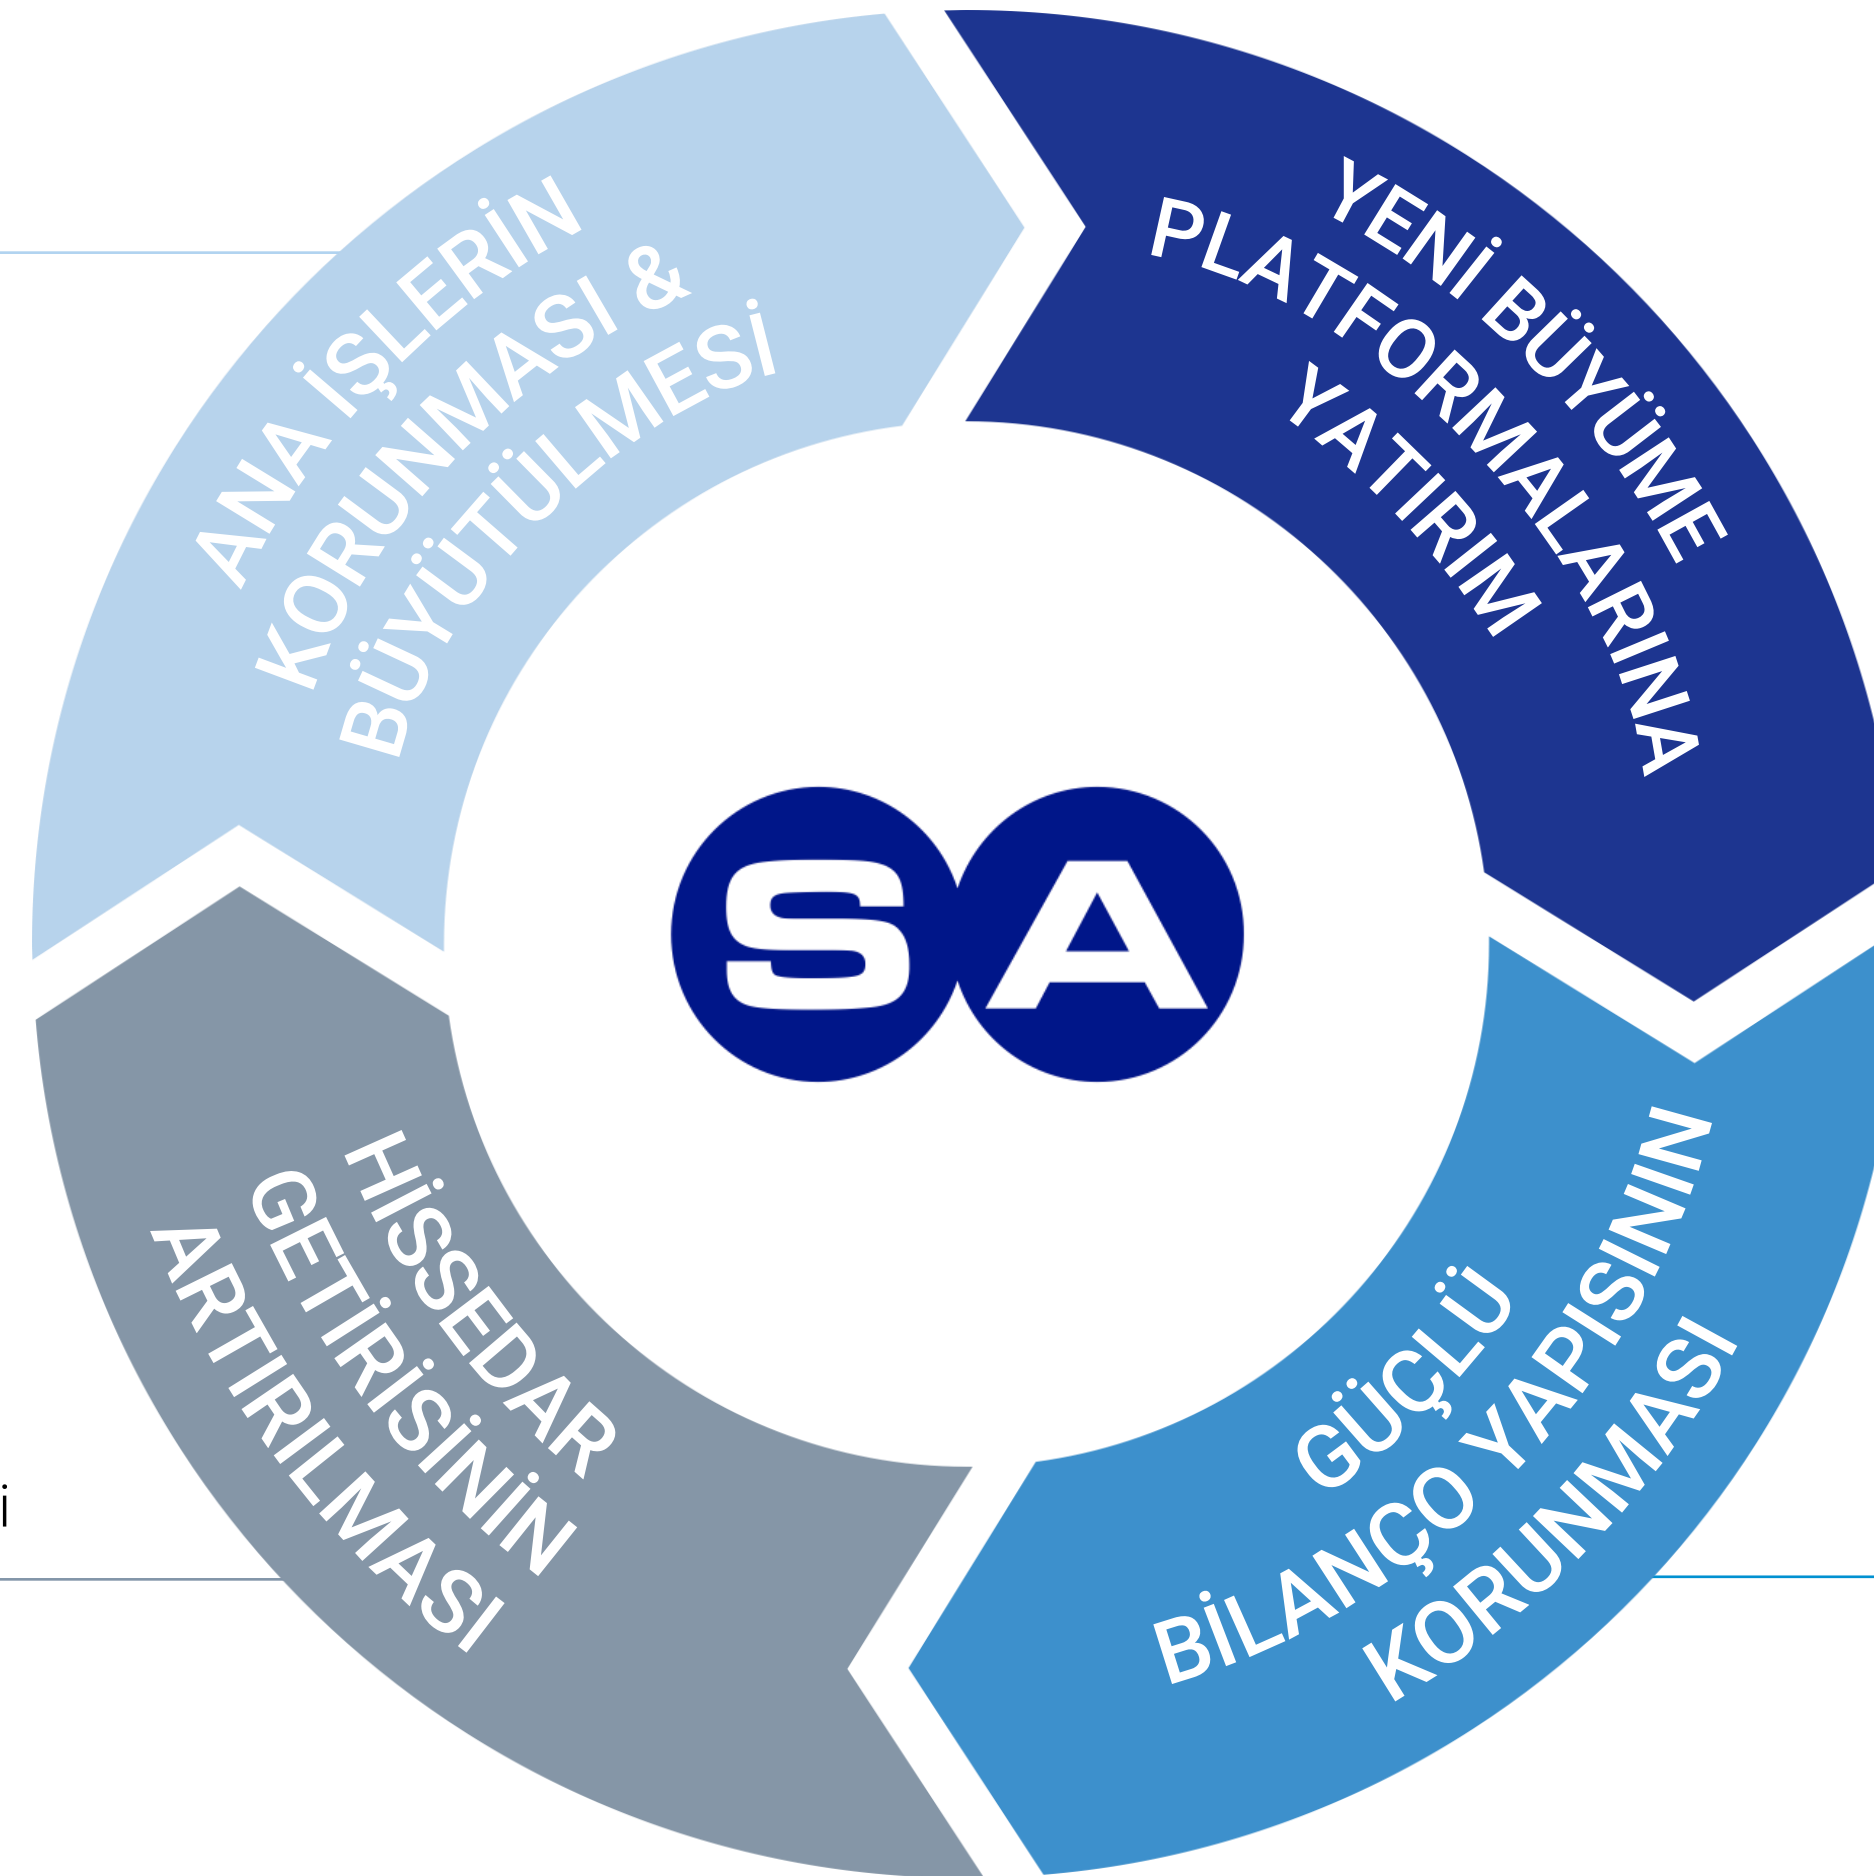 ANA İŞLERİN
KORUNMASI &
BÜYÜTÜLMESİ
YENİ BÜYÜME
PLATFORMALARINA
YATIRIM
SA
GÜÇLÜ
BİLANÇO YAPISININ
KORUNMASI
HİSSEDAR
GETİRİSİNİN
ARTIRILMASI
i